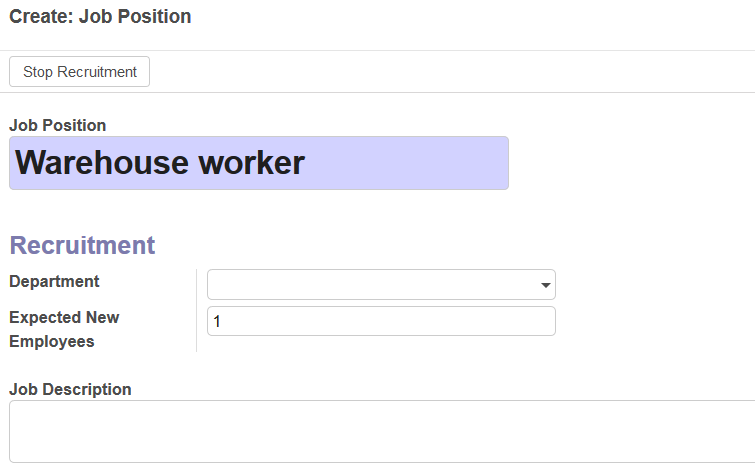 Create: Job Position
Stop Recruitment
Job Position
Warehouse worker
Recruitment
Department
Expected New
Employees
1
Job Description